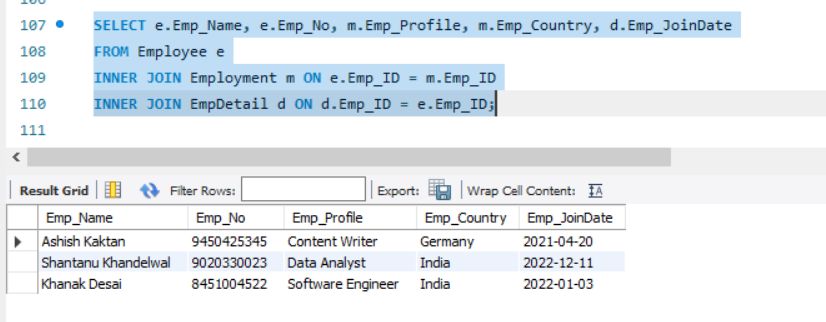 106
107 SELECT e.Emp_Name, e.Emp_No, m.Emp_Profile, m.Emp_Country, d.Emp_JoinDate
108 FROM Employee e
109 INNER JOIN Employment m ON e.Emp_ID = m.Emp_ID
110 INNER JOIN EmpDetail d ON d.Emp_ID = e.Emp_ID;
111
Result Grid Filter Rows: Export: Wrap Cell Content: IA
Emp_Name Emp_No Emp_Profile Emp_Country Emp_JoinDate
Ashish Kaktan 9450425345 Content Writer Germany 2021-04-20
Shantanu Khandelwal 9020330023 Data Analyst India 2022-12-11
Khanak Desai 8451004522 Software Engineer India 2022-01-03